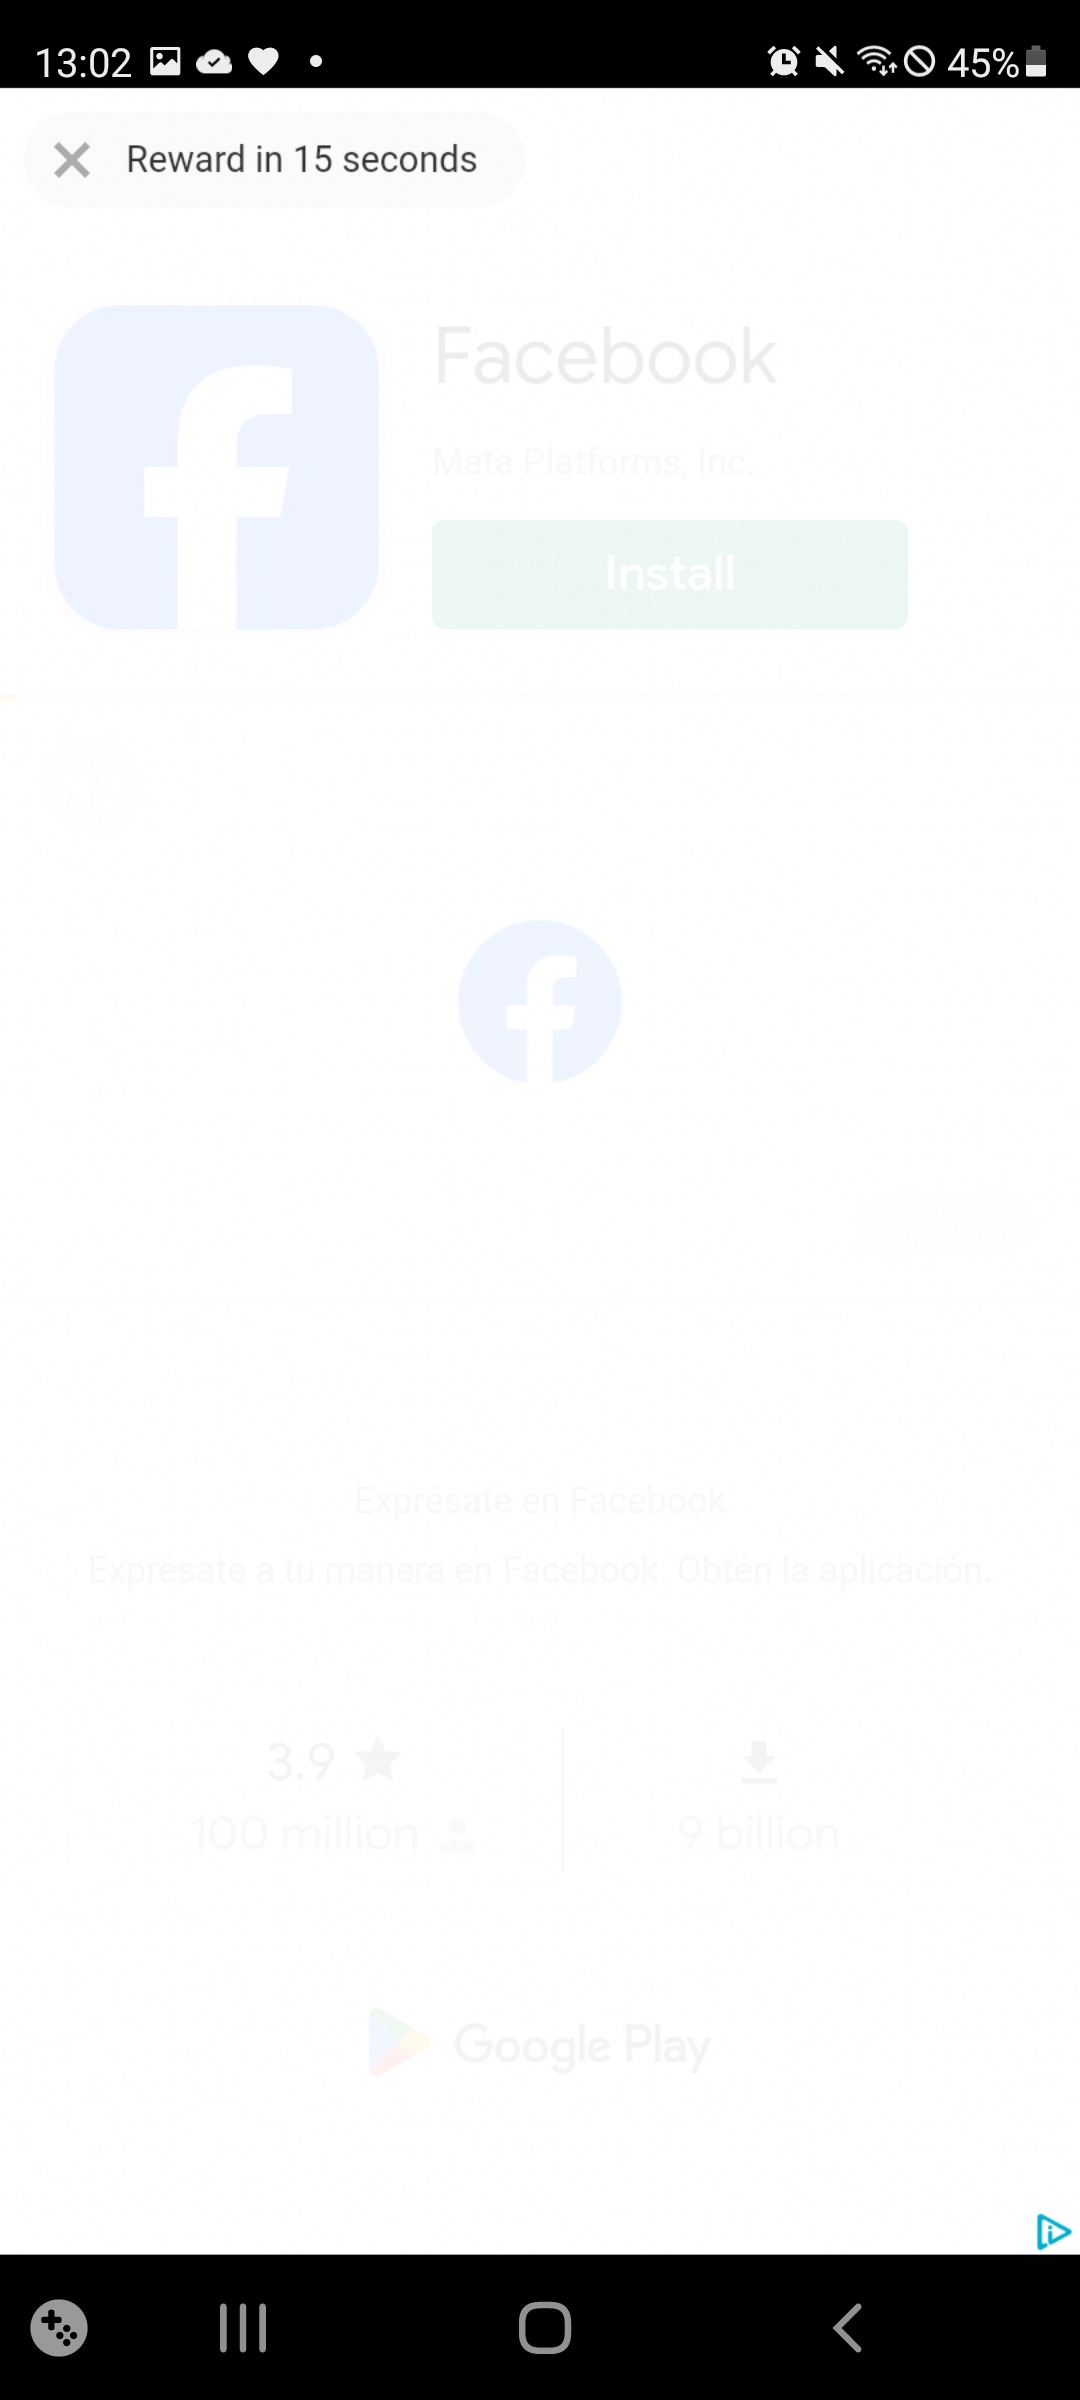 13:02
45%
Reward in 15 seconds
Facebook
Meta Platforms, Inc.
Install
Exprésate en Facebook
Exprésate a tu manera en Facebook. Obtén la aplicación.
3.9
100 million
9 billion
Google Play